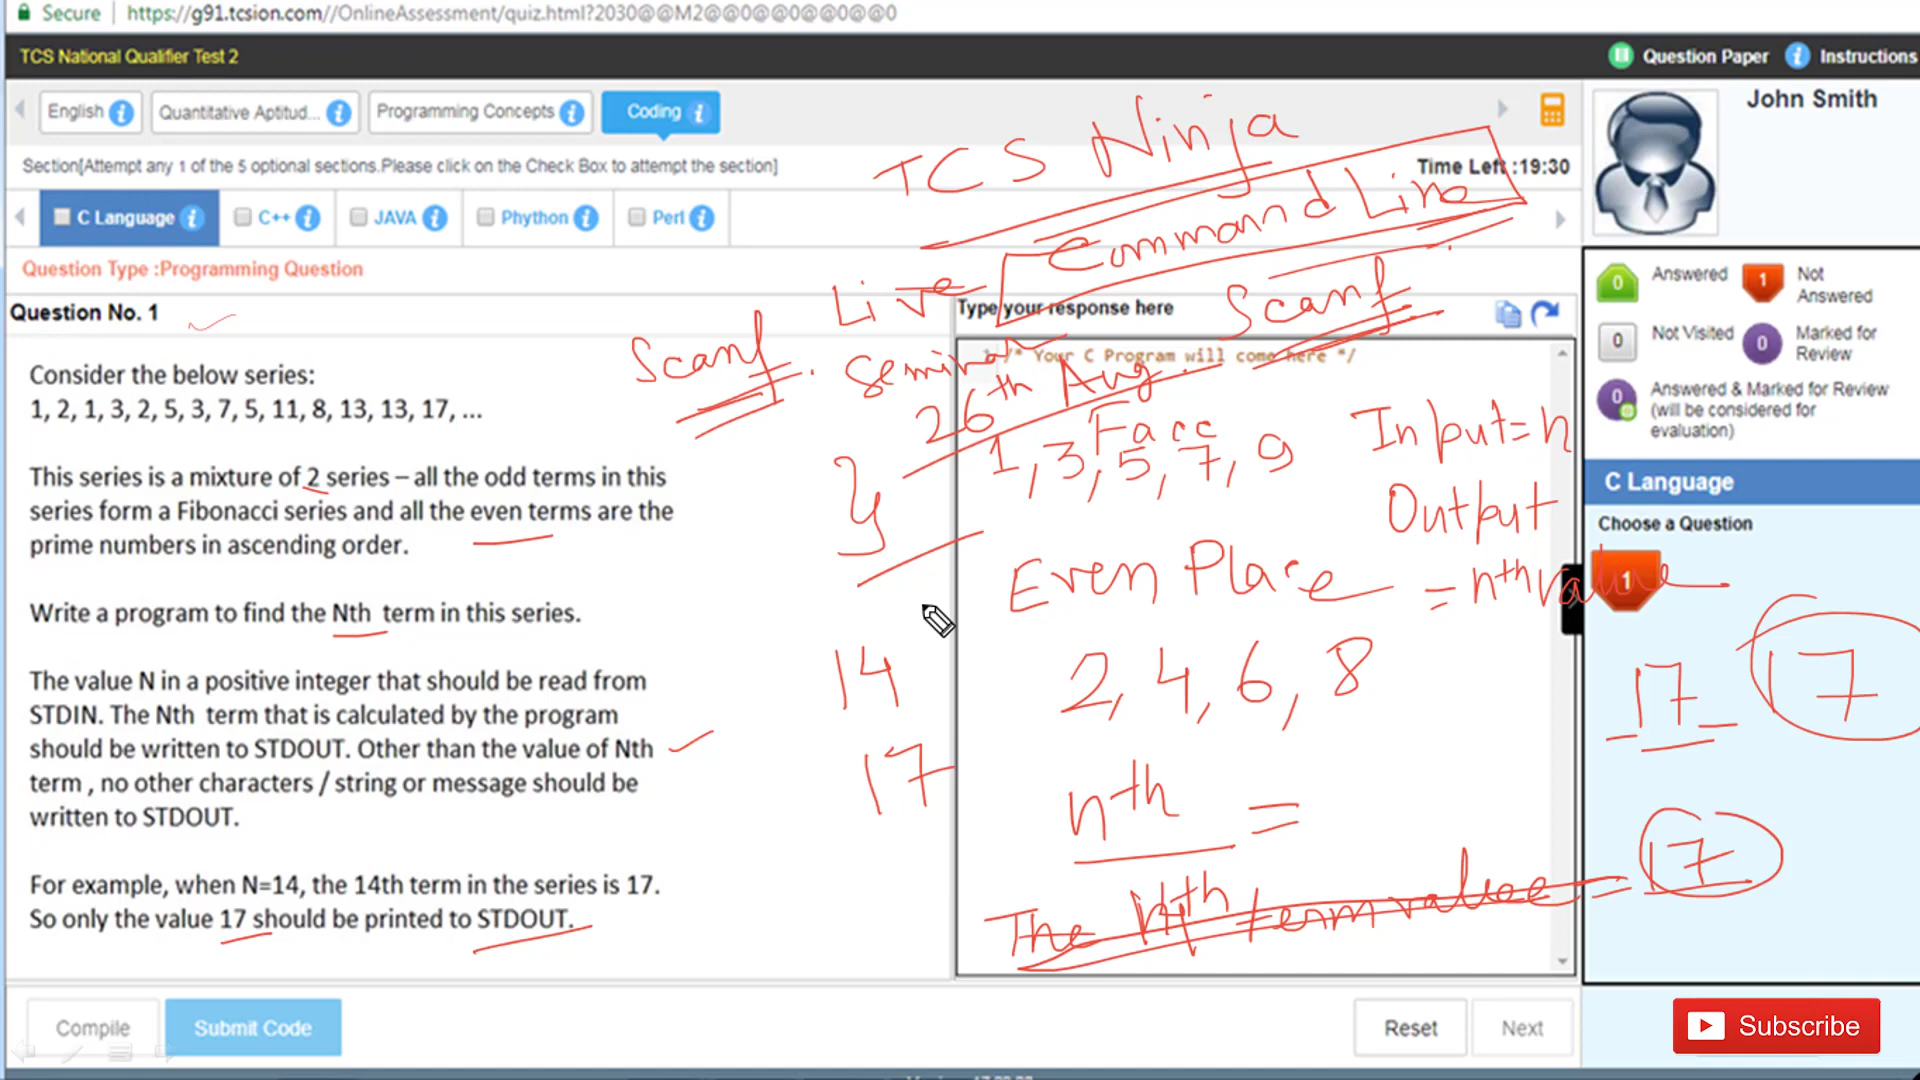 Secure https://g91.tcsion.com//OnlineAssessment/quiz.html?2030@@M2@@0@@0@@0@@0
TCS National Qualifier Test 2
Question Paper
Instructions
English
Quantitative Aptitud...
Programming Concepts
Coding
John Smith
TCS Ninja
Section[Attempt any 1 of the 5 optional sections.Please click on the Check Box to attempt the section]
Time Left :19:30
Command Line
C Language
C++
JAVA
Phython
Perl
Question Type :Programming Question
Answered
Not Answered
0
1
Question No. 1
Live
Type your response here
Scanf
Scanf
Seminar
/* Your C Program will come here */
Not Visited
Marked for Review
0
0
26th Aug
Consider the below series:
1, 2, 1, 3, 2, 5, 3, 7, 5, 11, 8, 13, 13, 17, ...
Answered & Marked for Review
(will be considered for
evaluation)
0
Facc
1, 3, 5, 7, 9
Input = n
This series is a mixture of 2 series – all the odd terms in this
series form a Fibonacci series and all the even terms are the
prime numbers in ascending order.
C Language
Output
Choose a Question
= nth value
1
Even Place
Write a program to find the Nth term in this series.
The value N in a positive integer that should be read from
STDIN. The Nth term that is calculated by the program
should be written to STDOUT. Other than the value of Nth
term , no other characters / string or message should be
written to STDOUT.
14
2, 4, 6, 8
17
17
17
nth =
For example, when N=14, the 14th term in the series is 17.
So only the value 17 should be printed to STDOUT.
The 14th term value = 17
Compile
Submit Code
Reset
Next
Subscribe